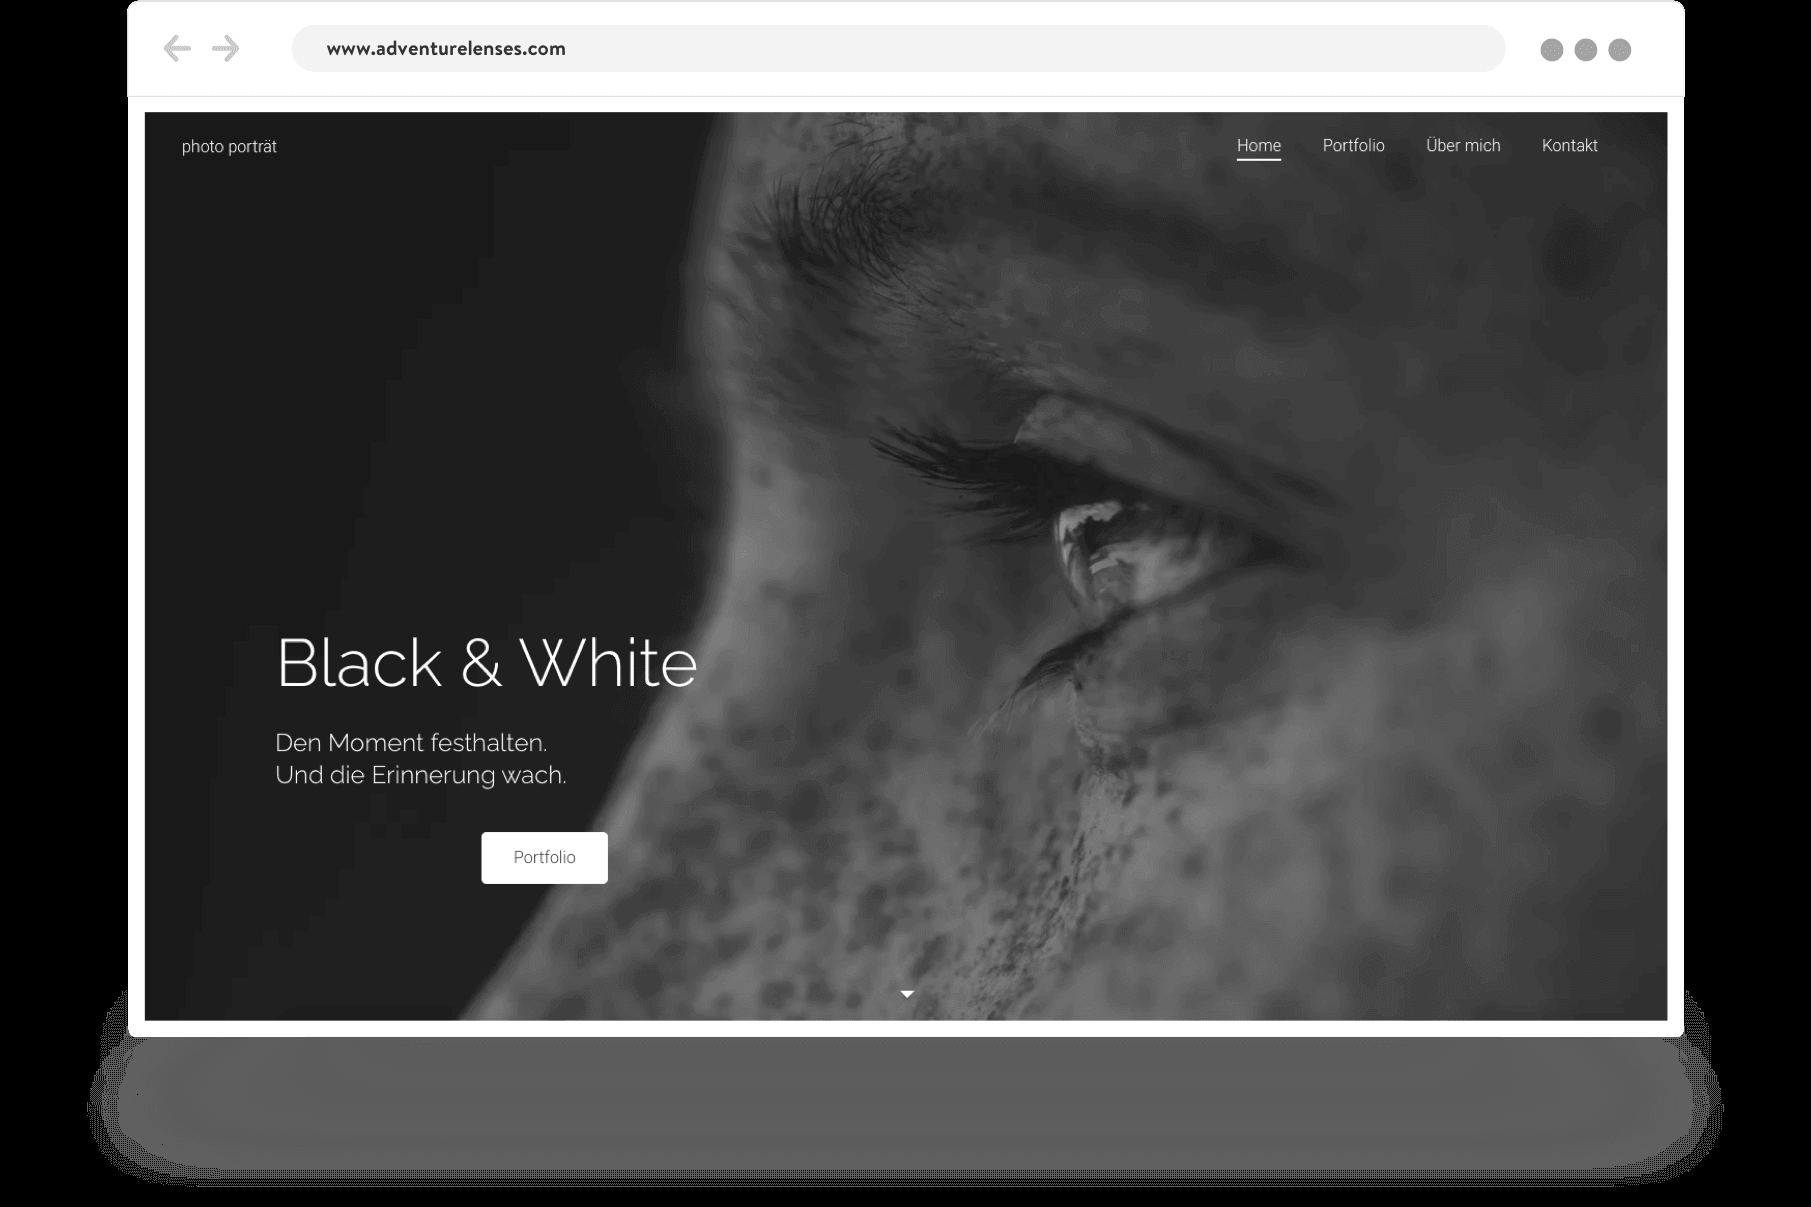 www.adventurelenses.com
photo porträt
Home Portfolio Über mich Kontakt
Black & White
Den Moment festhalten.
Und die Erinnerung wach.
Portfolio